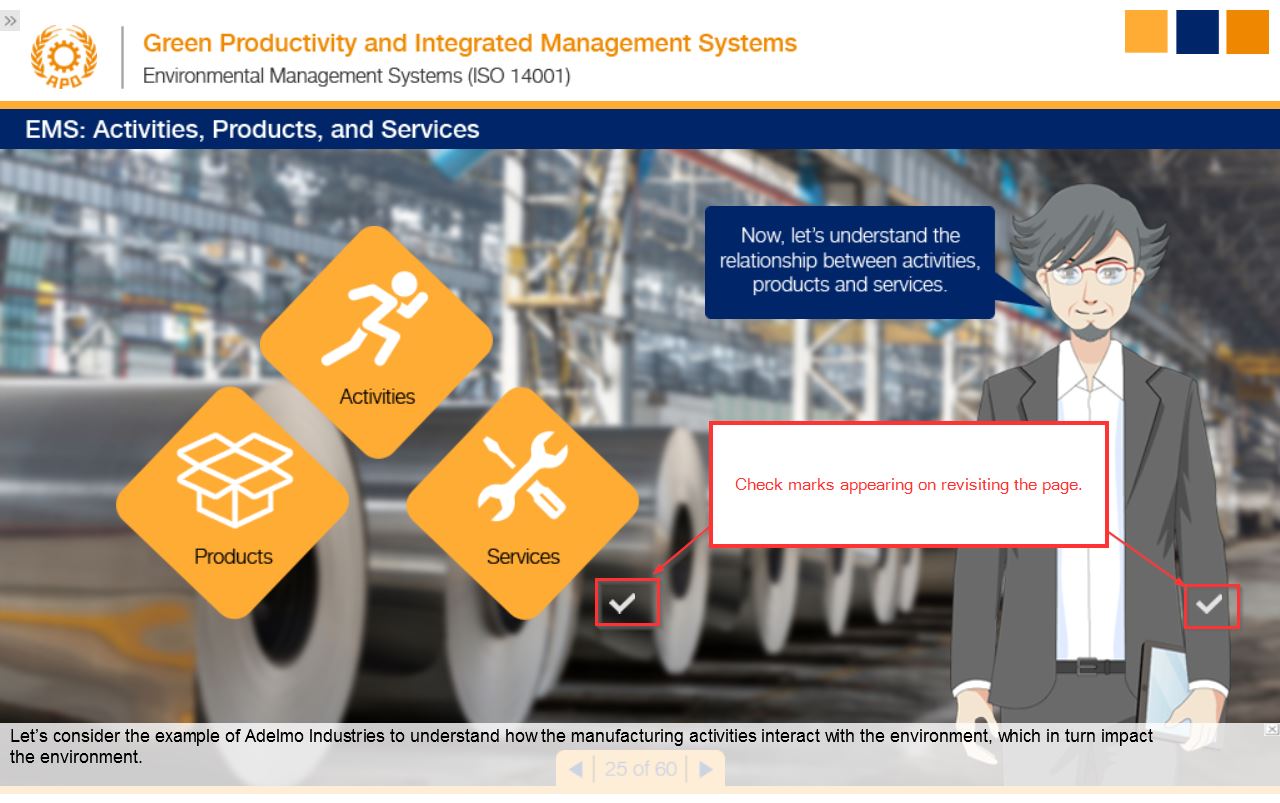 APO
Green Productivity and Integrated Management Systems
Environmental Management Systems (ISO 14001)
EMS: Activities, Products, and Services
Now, let's understand the
relationship between activities,
products and services.
Activities
Products
Services
Check marks appearing on revisiting the page.
Let's consider the example of Adelmo Industries to understand how the manufacturing activities interact with the environment, which in turn impact
the environment.
25 of 60